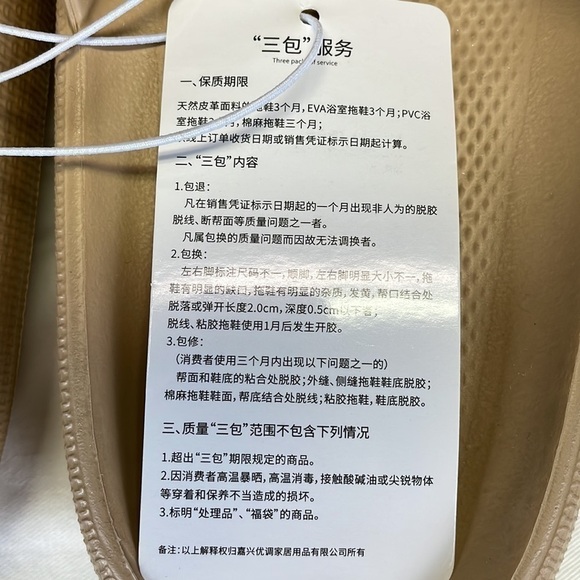 “三包”服务
Three pack of service
一、保质期限
天然皮革面料的拖鞋3个月,EVA浴室拖鞋3个月;PVC浴
室拖鞋 月,棉麻拖鞋三个月;
线上订单收货日期或销售凭证标示日期起计算。
二、“三包”内容
1.包退:
凡在销售凭证标示日期起的一个月出现非人为的脱胶
脱线、断帮面等质量问题之一者。
凡属包换的质量问题而因故无法调换者。
2.包换:
左右脚标注尺码不一,顺脚,左右脚明显大小不一,拖
鞋有明显的缺 ,拖鞋有明显的杂质,发黄,帮口结合处
脱落或弹开长度2.0cm,深度0.5cm以下者;
脱线、粘胶拖鞋使用1月后发生开胶。
3.包修:
(消费者使用三个月内出现以下问题之一的)
帮面和鞋底的粘合处脱胶;外缝、侧缝拖鞋鞋底脱胶;
棉麻拖鞋鞋面,帮底结合处脱线;粘胶拖鞋,鞋底脱胶。
三、质量“三包”范围不包含下列情况
1.超出“三包”期限规定的商品。
2.因消费者高温暴晒,高温消毒,接触酸碱油或尖锐物体
等穿着和保养不当造成的损坏。
3.标明“处理品”、“福袋”的商品。
备注:以上解释权归嘉兴优调家居用品有限公司所有